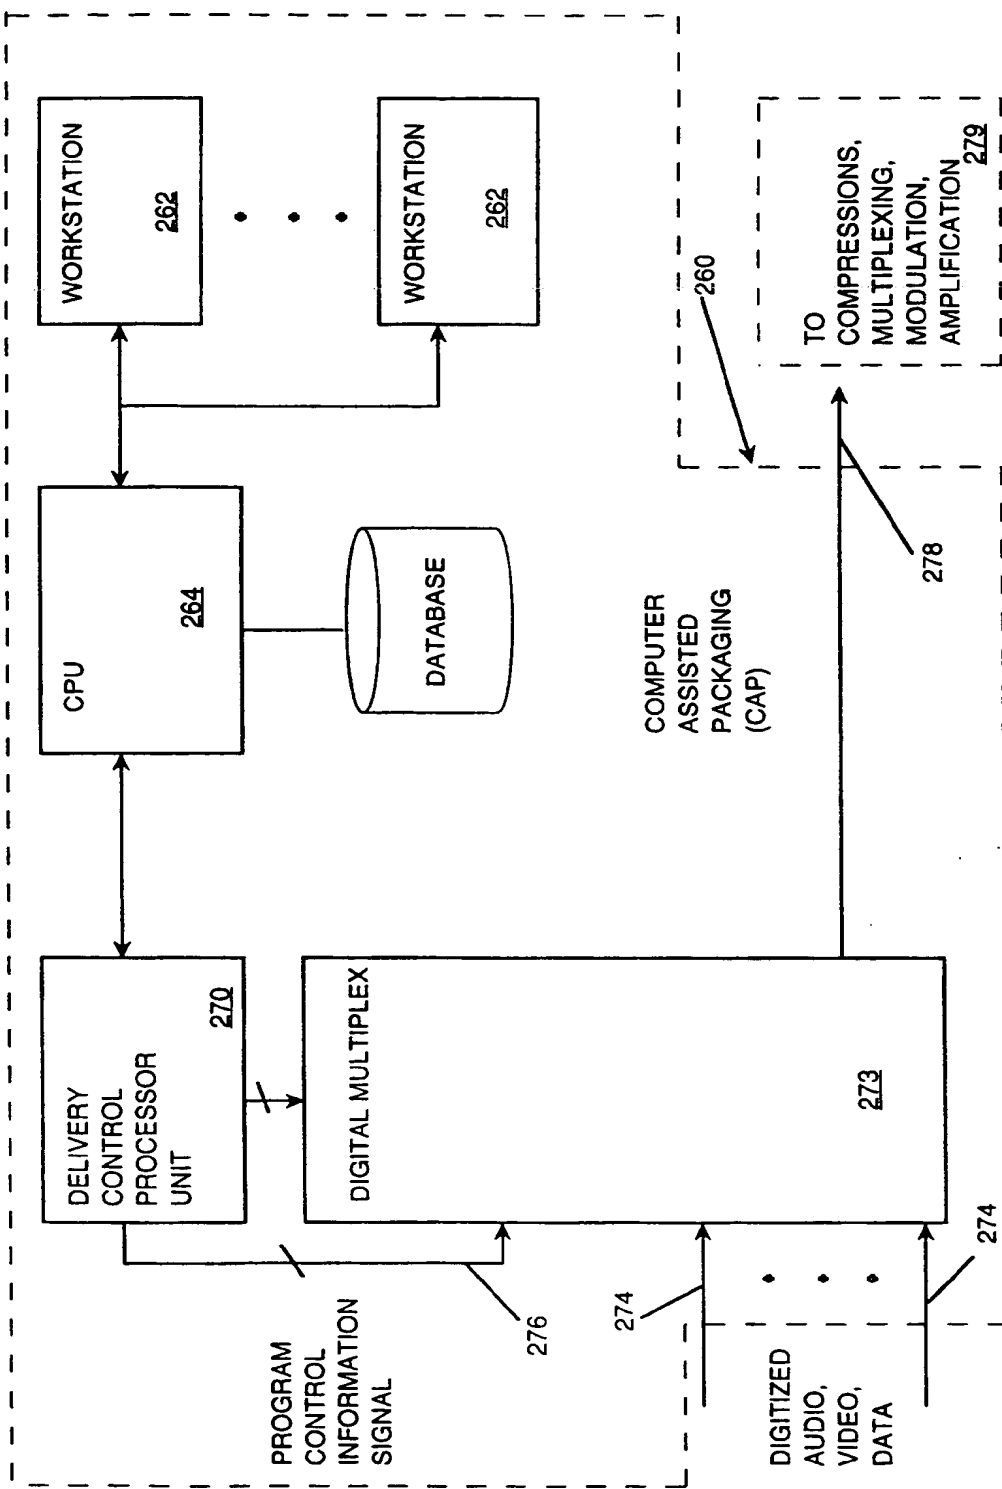 PROGRAM
CONTROL
INFORMATION
SIGNAL
276
DELIVERY
CONTROL
PROCESSOR
UNIT
270
CPU
264
WORKSTATION
262
WORKSTATION
262
DATABASE
DIGITAL MULTIPLEX
273
DIGITIZED
AUDIO,
VIDEO,
DATA
274
274
COMPUTER
ASSISTED
PACKAGING
(CAP)
260
278
TO
COMPRESSIONS,
MULTIPLEXING,
MODULATION,
AMPLIFICATION
279